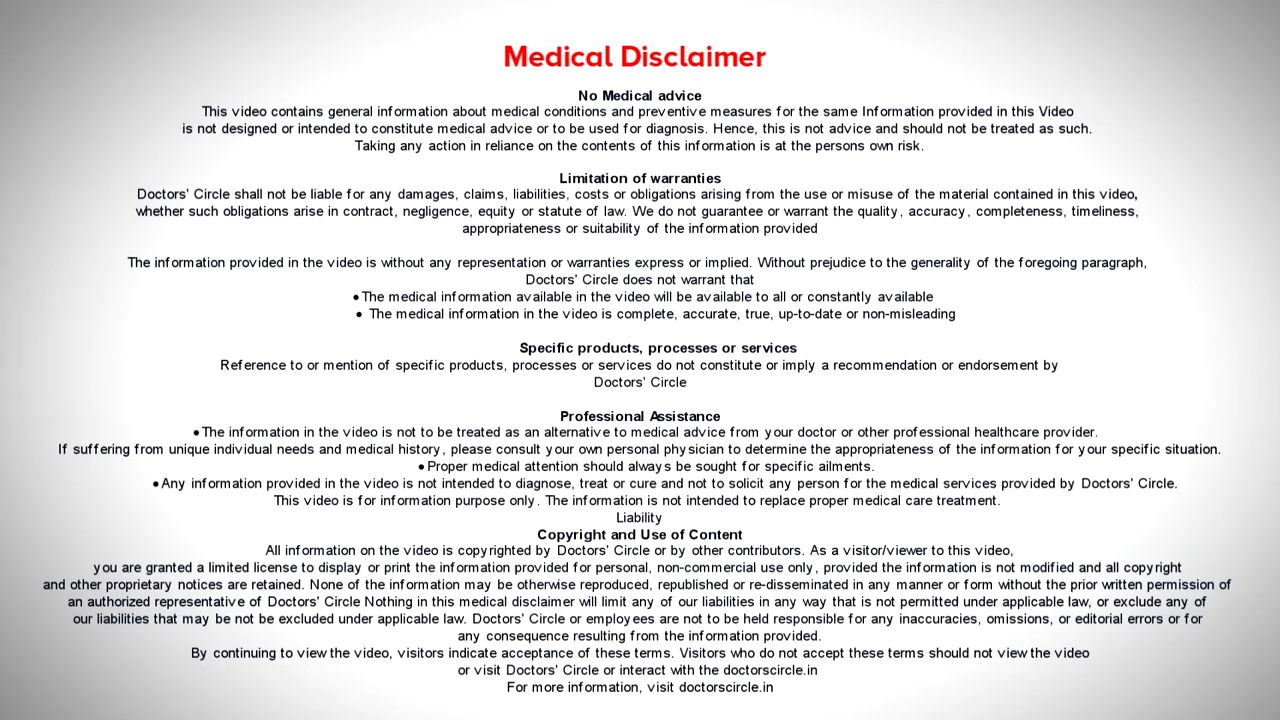 Medical Disclaimer
No Medical advice
This video contains general information about medical conditions and preventive measures for the same Information provided in this Video
is not designed or intended to constitute medical advice or to be used for diagnosis. Hence, this is not advice and should not be treated as such.
Taking any action in reliance on the contents of this information is at the persons own risk.
Limitation of warranties
Doctors' Circle shall not be liable for any damages, claims, liabilities, costs or obligations arising from the use or misuse of the material contained in this video,
whether such obligations arise in contract, negligence, equity or statute of law. We do not guarantee or warrant the quality, accuracy, completeness, timeliness,
appropriateness or suitability of the information provided
The information provided in the video is without any representation or warranties express or implied. Without prejudice to the generality of the foregoing paragraph,
Doctors' Circle does not warrant that
• The medical information available in the video will be available to all or constantly available
• The medical information in the video is complete, accurate, true, up-to-date or non-misleading
Specific products, processes or services
Reference to or mention of specific products, processes or services do not constitute or imply a recommendation or endorsement by
Doctors' Circle
Professional Assistance
• The information in the video is not to be treated as an alternative to medical advice from your doctor or other professional healthcare provider.
If suffering from unique individual needs and medical history, please consult your own personal physician to determine the appropriateness of the information for your specific situation.
• Proper medical attention should always be sought for specific ailments.
• Any information provided in the video is not intended to diagnose, treat or cure and not to solicit any person for the medical services provided by Doctors' Circle.
This video is for information purpose only. The information is not intended to replace proper medical care treatment.
Liability
Copyright and Use of Content
All information on the video is copyrighted by Doctors' Circle or by other contributors. As a visitor/viewer to this video,
you are granted a limited license to display or print the information provided for personal, non-commercial use only, provided the information is not modified and all copyright
and other proprietary notices are retained. None of the information may be otherwise reproduced, republished or re-disseminated in any manner or form without the prior written permission of
an authorized representative of Doctors' Circle Nothing in this medical disclaimer will limit any of our liabilities in any way that is not permitted under applicable law, or exclude any of
our liabilities that may be not be excluded under applicable law. Doctors' Circle or employees are not to be held responsible for any inaccuracies, omissions, or editorial errors or for
any consequence resulting from the information provided.
By continuing to view the video, visitors indicate acceptance of these terms. Visitors who do not accept these terms should not view the video
or visit Doctors' Circle or interact with the doctorscircle.in
For more information, visit doctorscircle.in